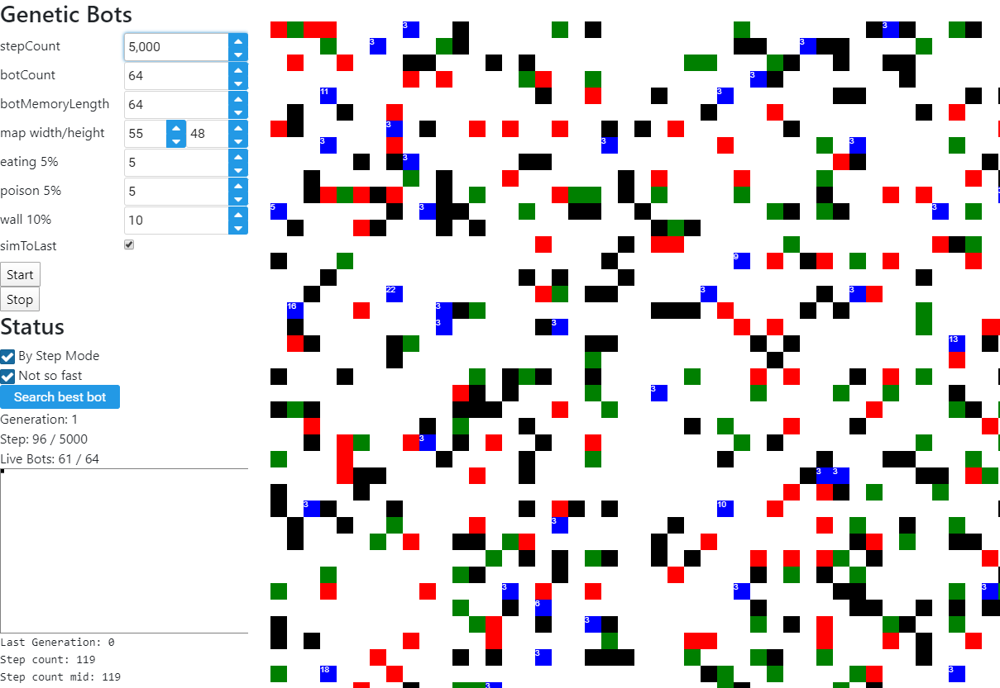 Genetic Bots
stepCount 5,000
botCount 64
botMemoryLength 64
map width/height 55 48
eating 5% 5
poison 5% 5
wall 10% 10
simToLast
Start
Stop
Status
By Step Mode
Not so fast
Search best bot
Generation: 1
Step: 96 / 5000
Live Bots: 61 / 64
Last Generation: 0
Step count: 119
Step count mid: 119
3 3
3 3
3
11 3
3
3 3 3
3
5 3 3
9
22 3 3
16 3
3 3
13
3
3
3 3
3 10
3
3 3 3
6
3
3
18 3
3